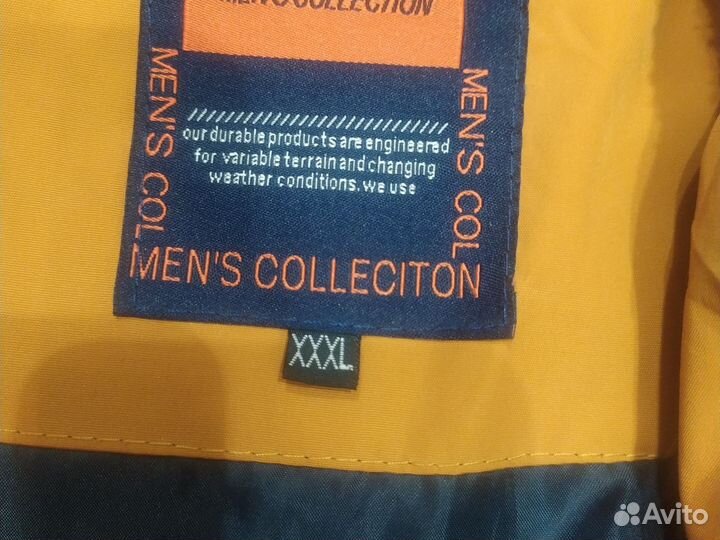 MEN'S COLLECTION
MEN'S COL
MEN'S COL
////////////////////////////////
our durable products are engineered
for variable terrain and changing
weather conditions. we use
MEN'S COLLECITON
XXXL
Avito